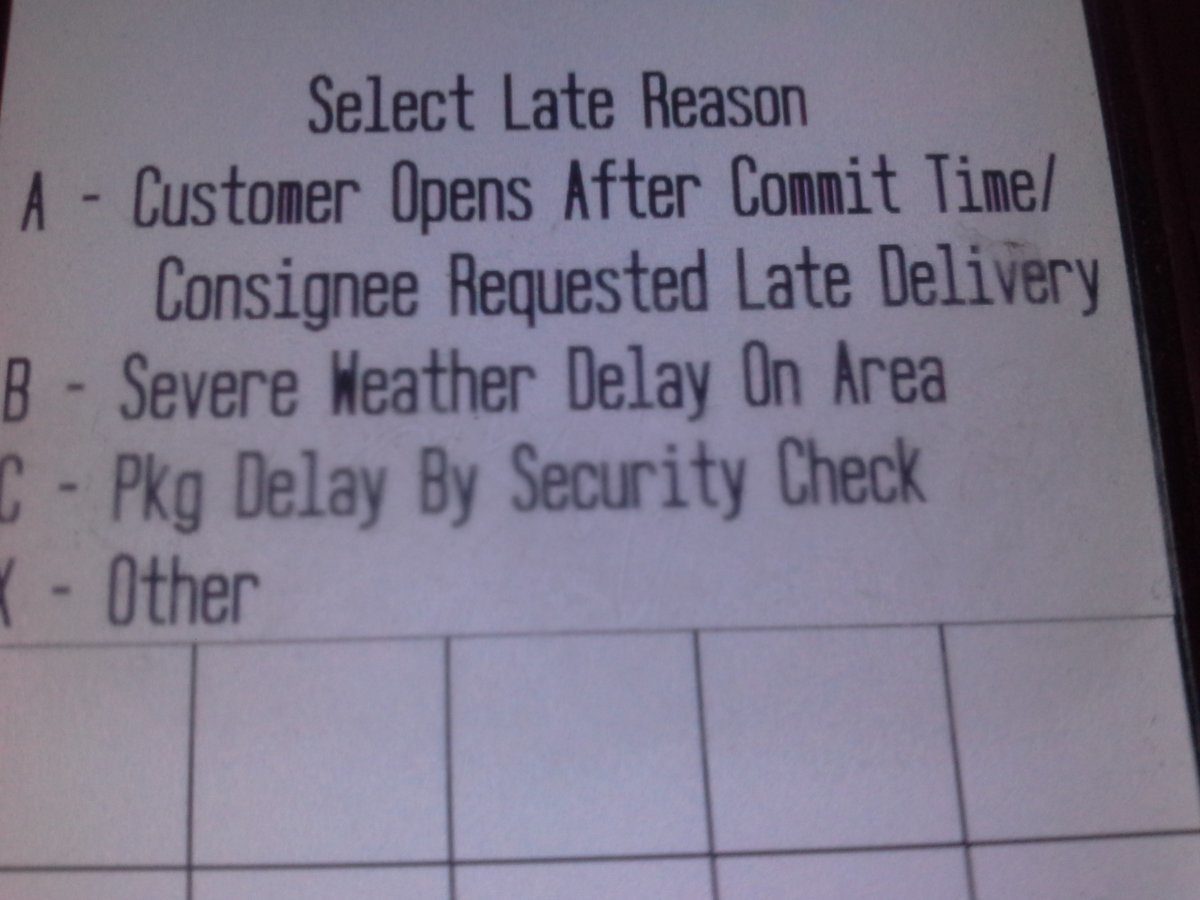 Select Late Reason
A - Customer Opens After Commit Time/
Consignee Requested Late Delivery
B - Severe Weather Delay On Area
C - Pkg Delay By Security Check
X - Other